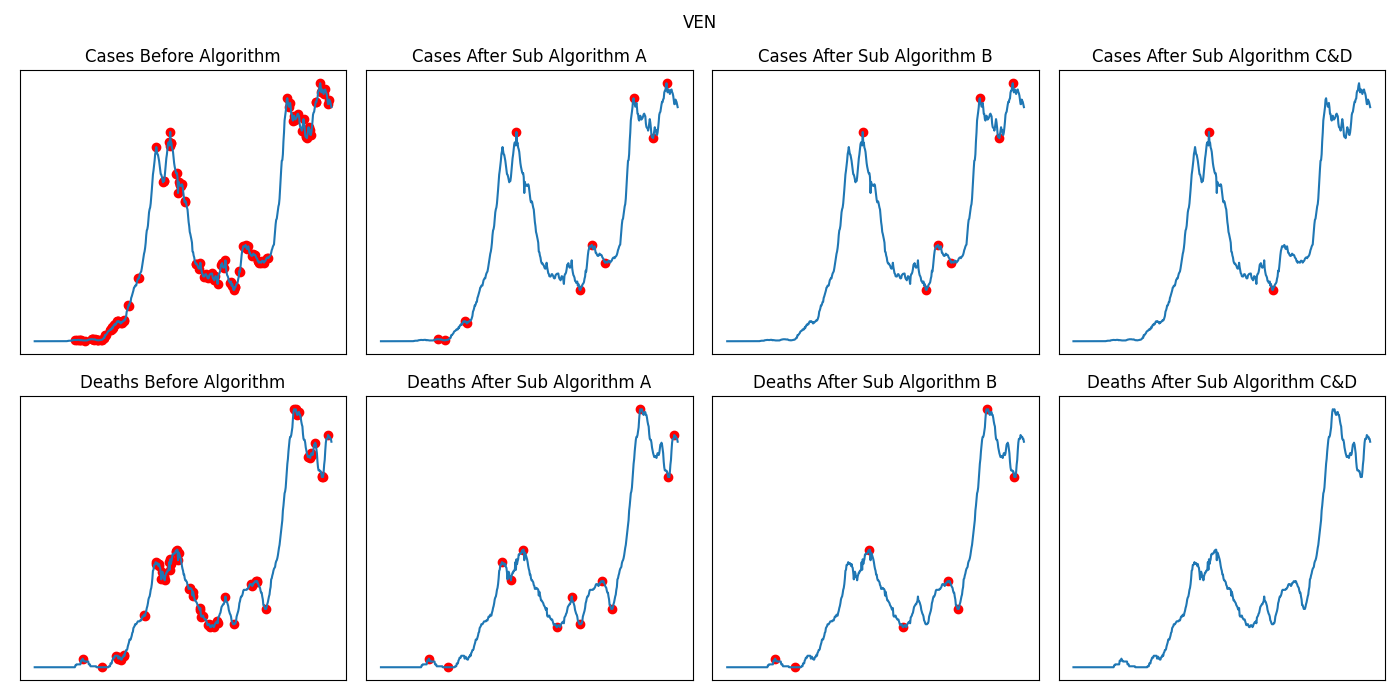 VEN
Cases Before Algorithm
Cases After Sub Algorithm A
Cases After Sub Algorithm B
Cases After Sub Algorithm C&D
Deaths Before Algorithm
Deaths After Sub Algorithm A
Deaths After Sub Algorithm B
Deaths After Sub Algorithm C&D